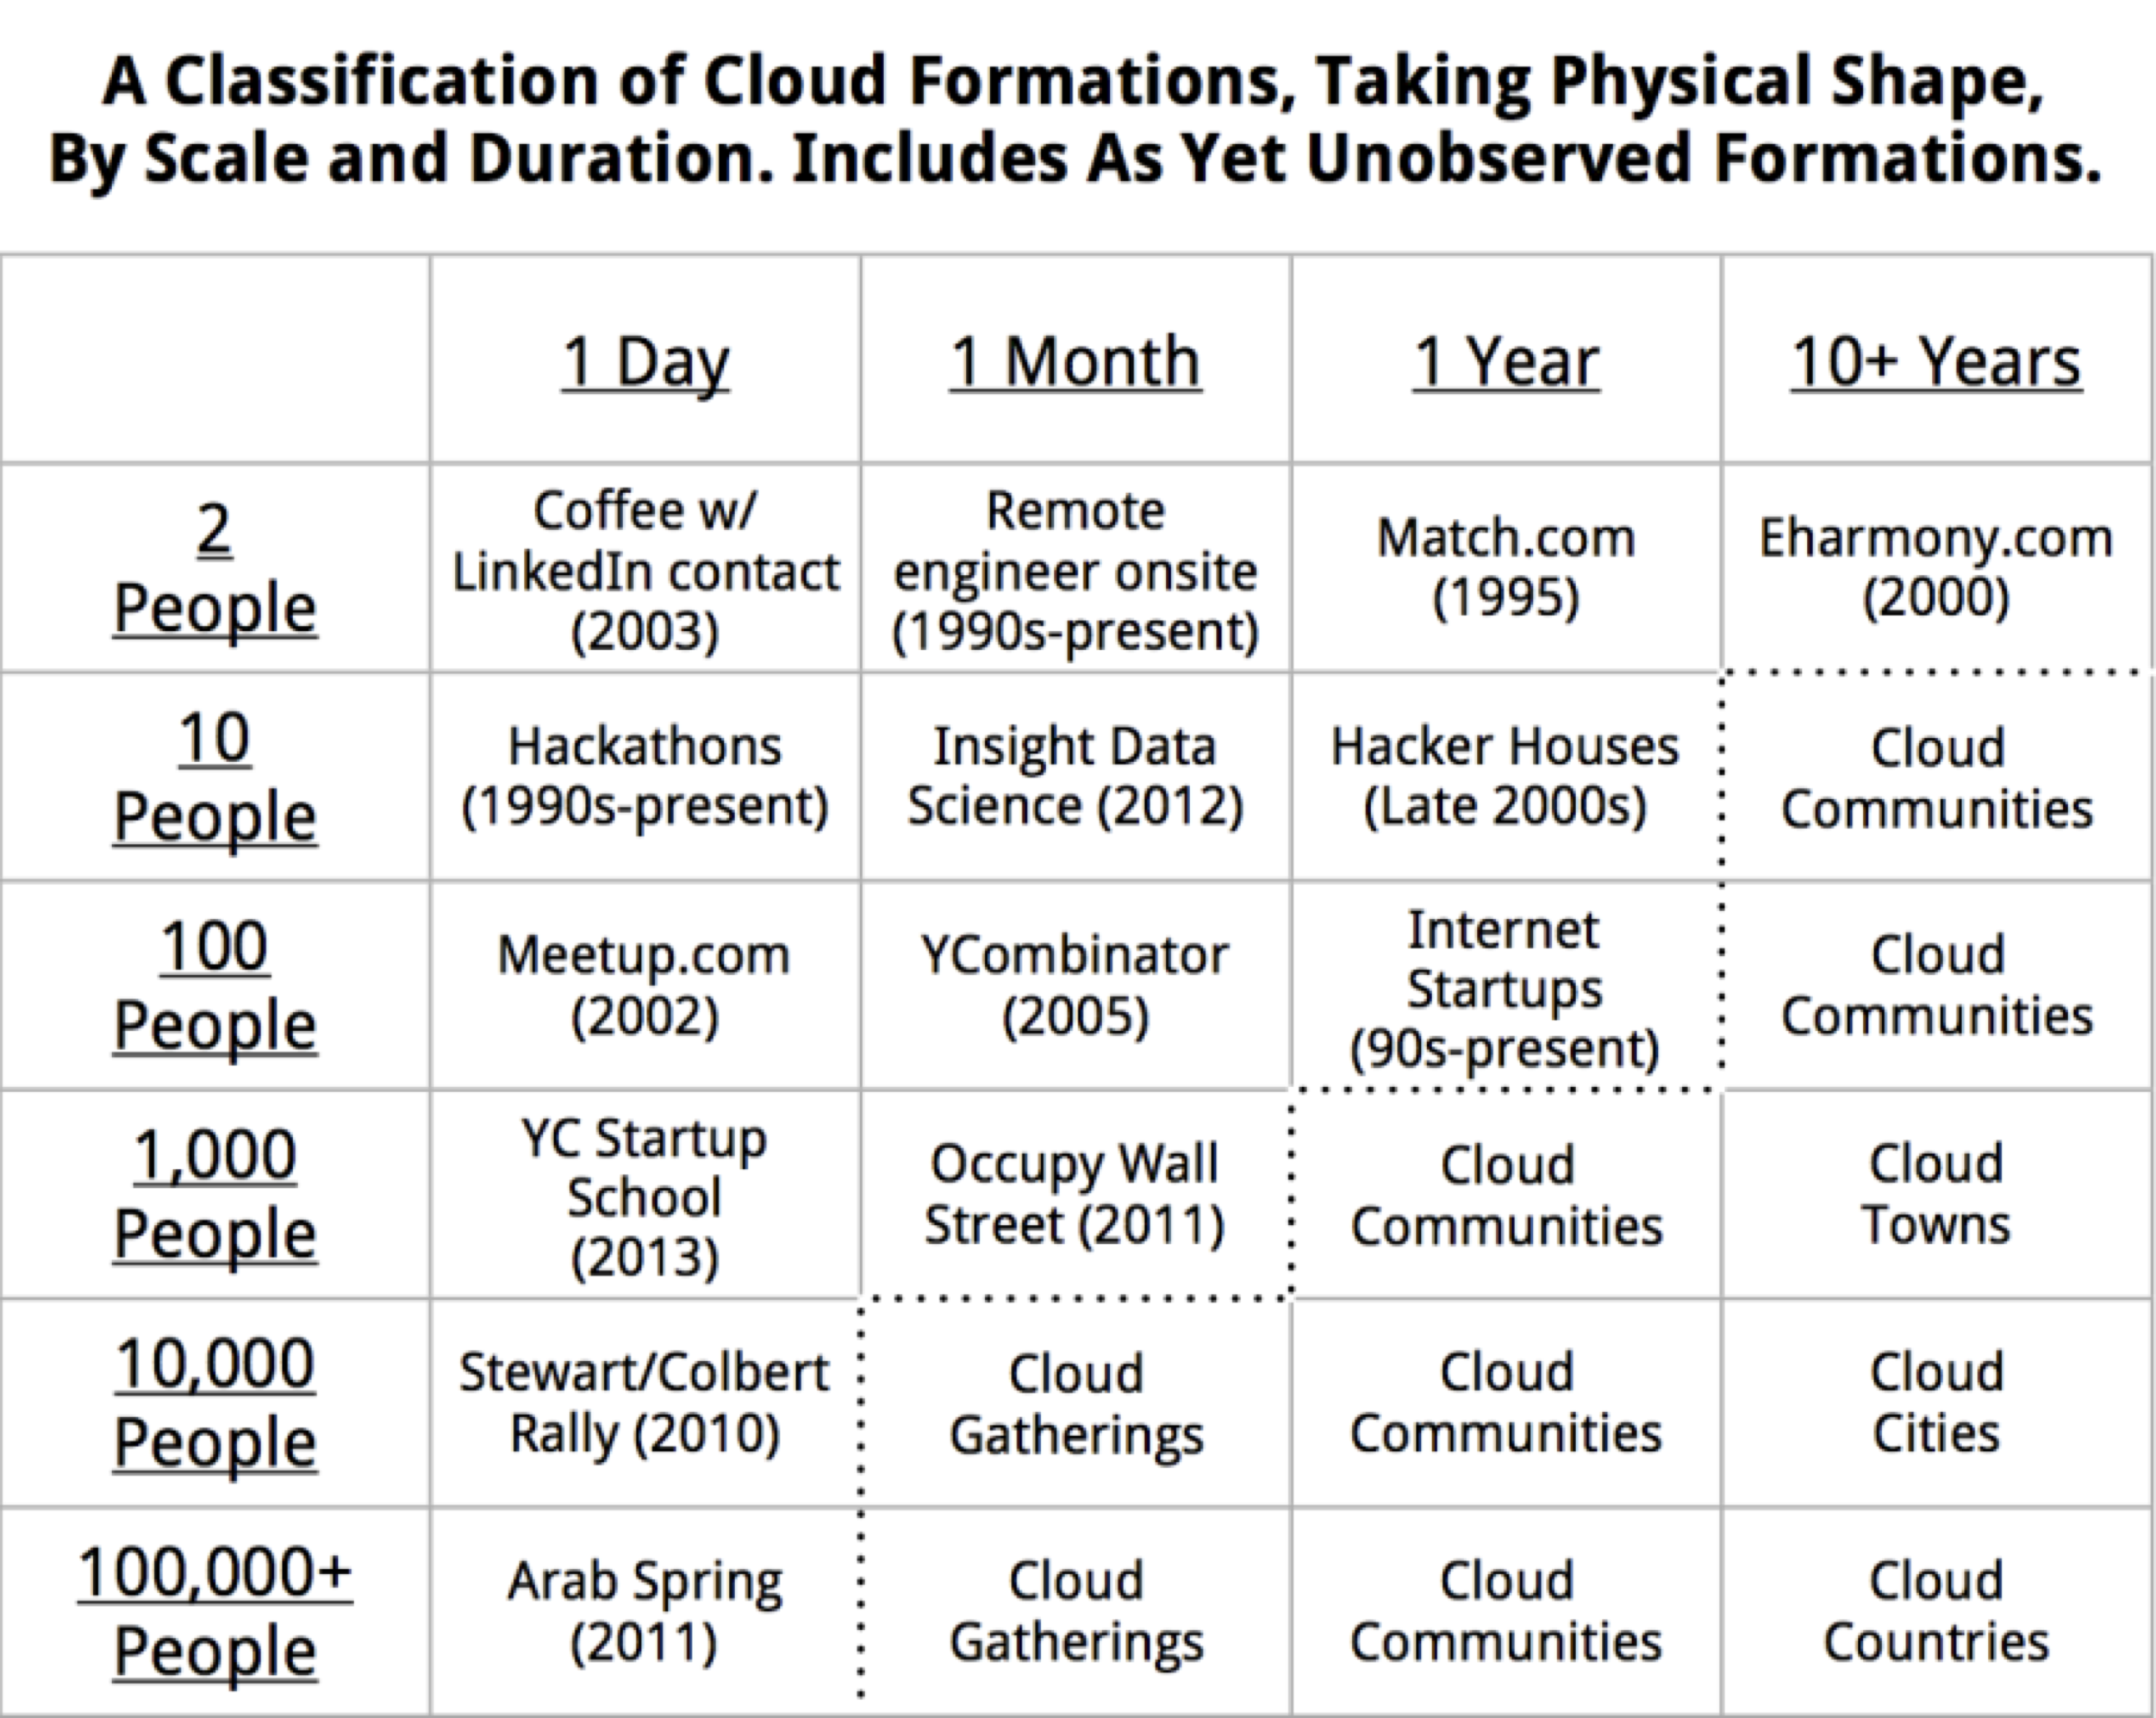 A Classification of Cloud Formations, Taking Physical Shape,
By Scale and Duration. Includes As Yet Unobserved Formations.
1 Day
1 Month
1 Year
10+ Years
2
People
Coffee w/
LinkedIn contact
(2003)
Remote
engineer onsite
(1990s-present)
Match.com
(1995)
Eharmony.com
(2000)
10
People
Hackathons
(1990s-present)
Insight Data
Science (2012)
Hacker Houses
(Late 2000s)
Cloud
Communities
100
People
Meetup.com
(2002)
YCombinator
(2005)
Internet
Startups
(90s-present)
Cloud
Communities
1,000
People
YC Startup
School
(2013)
Occupy Wall
Street (2011)
Cloud
Communities
Cloud
Towns
10,000
People
Stewart/Colbert
Rally (2010)
Cloud
Gatherings
Cloud
Communities
Cloud
Cities
100,000+
People
Arab Spring
(2011)
Cloud
Gatherings
Cloud
Communities
Cloud
Countries